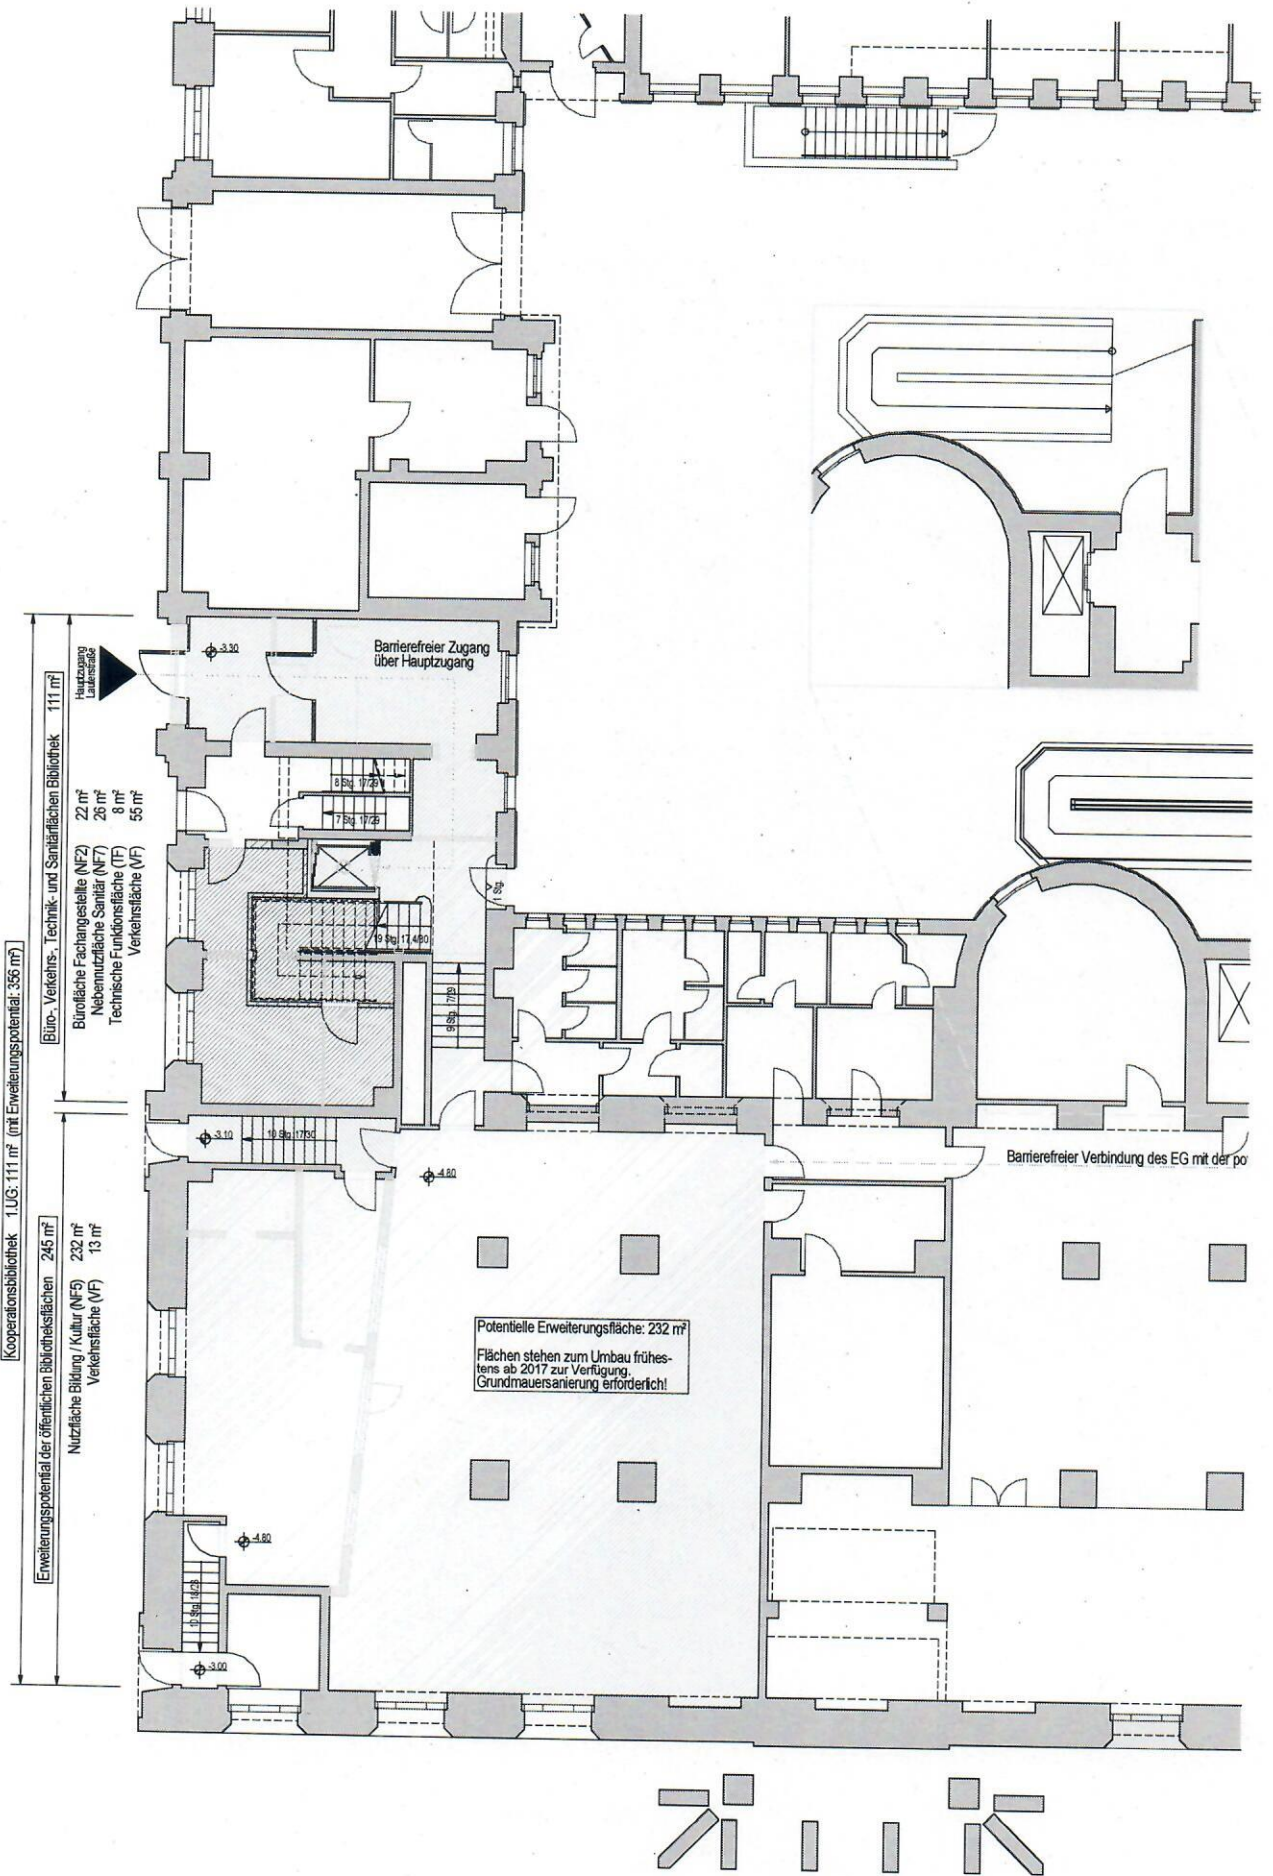 Kooperationsbibliothek 1.UG: 111 m² (mit Erweiterungspotential: 356 m²)
Büro-, Verkehrs-, Technik- und Sanitärflächen Bibliothek 111 m²
Bürofläche Fachangestellte (NF2) 22 m²
Nebennutzfläche Sanitär (NF7) 26 m²
Technische Funktionsfläche (TF) 8 m²
Verkehrsfläche (VF) 55 m²
Erweiterungspotential der öffentlichen Bibliotheksflächen 245 m²
Nutzfläche Bildung / Kultur (NF5) 232 m²
Verkehrsfläche (VF) 13 m²
Hauptzugang
Lauterstraße
-3.30
Barrierefreier Zugang
über Hauptzugang
8 Stg. 17/29
7 Stg. 17/29
1 Stg.
19 Stg. 17,4/30
9 Stg. 17/29
-3.10
10 Stg. 17/30
-4.80
Barrierefreier Verbindung des EG mit der po
Potentielle Erweiterungsfläche: 232 m²
Flächen stehen zum Umbau frühes-
tens ab 2017 zur Verfügung.
Grundmauersanierung erforderlich!
-4.80
-3.00